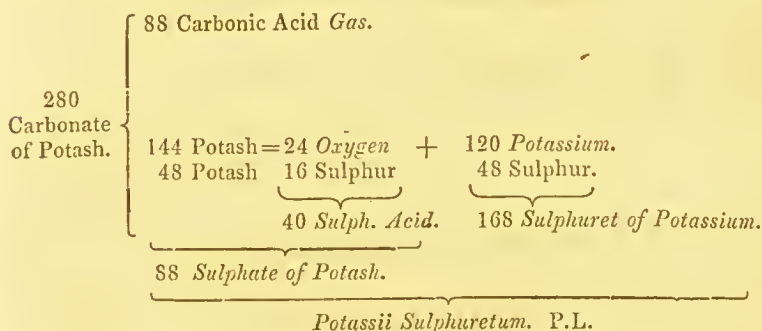 88 Carbonic Acid Gas.
280
Carbonate
of Potash.
144 Potash = 24 Oxygen + 120 Potassium.
48 Potash 16 Sulphur 48 Sulphur.
40 Sulph. Acid. 168 Sulphuret of Potassium.
88 Sulphate of Potash.
Potassii Sulphuretum. P.L.